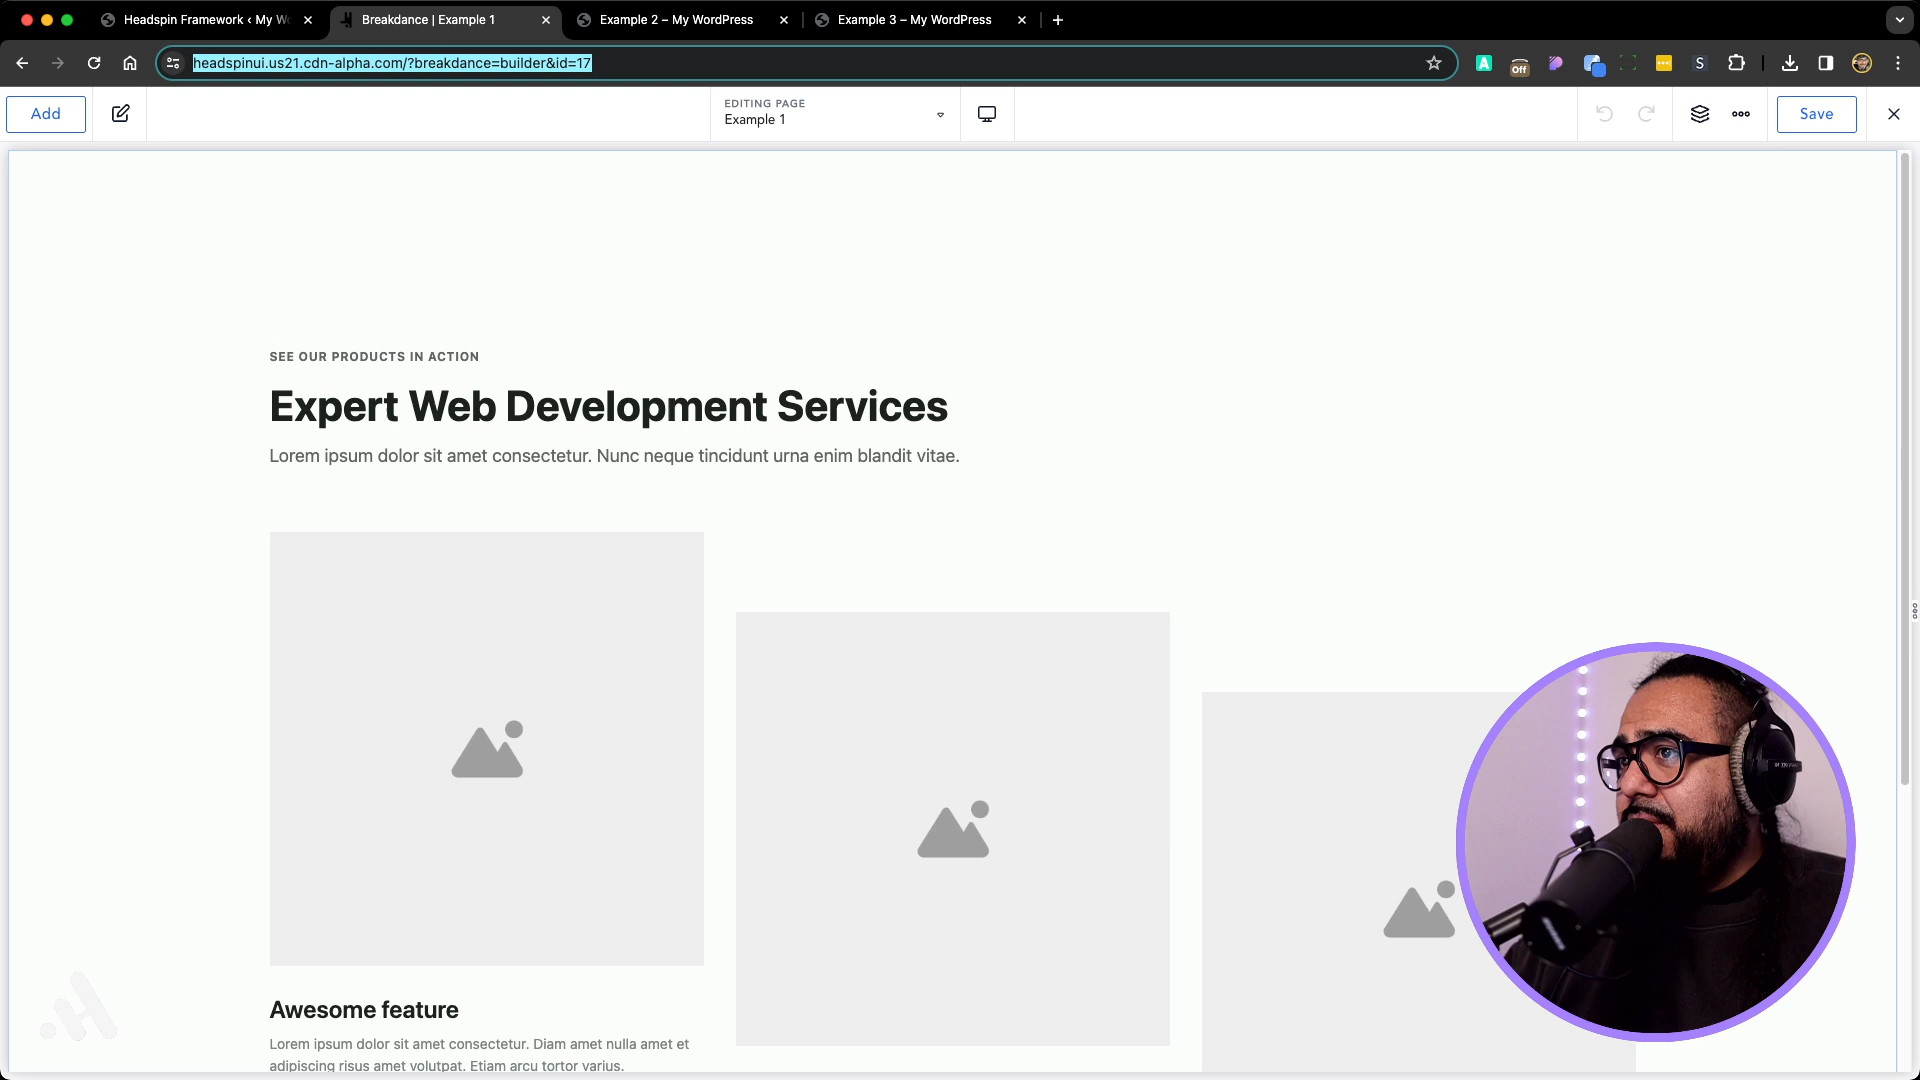 Headspin Framework ‹ My Wo
Breakdance | Example 1
Example 2 – My WordPress
Example 3 – My WordPress
headspinui.us21.cdn-alpha.com/?breakdance=builder&id=17
A
Off
S
Add
EDITING PAGE
Example 1
Save
SEE OUR PRODUCTS IN ACTION
Expert Web Development Services
Lorem ipsum dolor sit amet consectetur. Nunc neque tincidunt urna enim blandit vitae.
Awesome feature
Lorem ipsum dolor sit amet consectetur. Diam amet nulla amet et
adipiscing risus amet volutpat. Etiam arcu tortor varius.